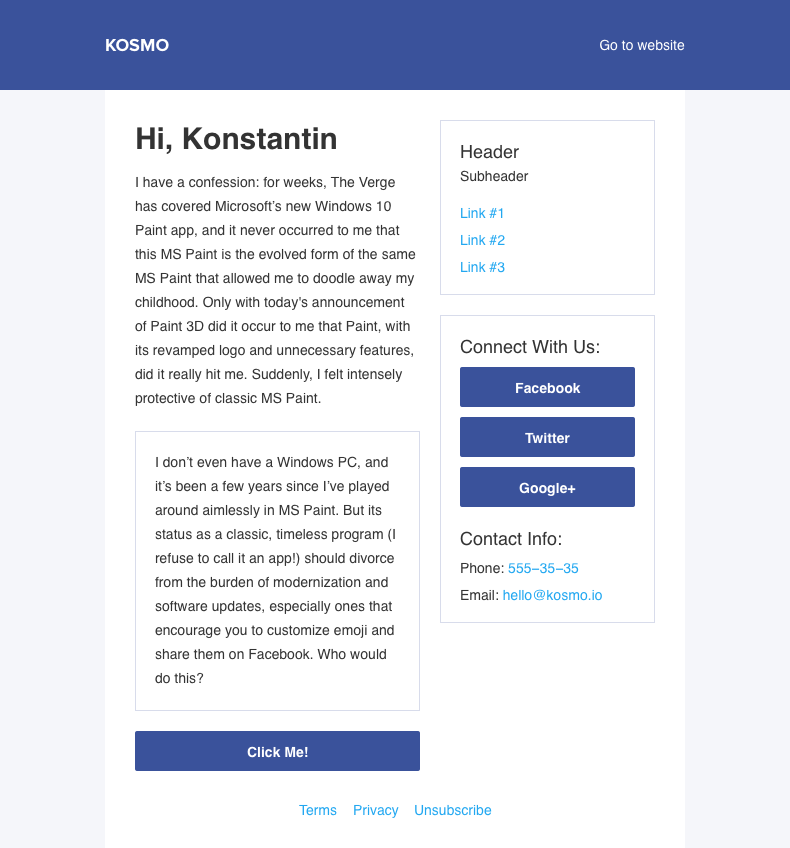 KOSMO
Go to website
Hi, Konstantin
I have a confession: for weeks, The Verge
has covered Microsoft’s new Windows 10
Paint app, and it never occurred to me that
this MS Paint is the evolved form of the same
MS Paint that allowed me to doodle away my
childhood. Only with today’s announcement
of Paint 3D did it occur to me that Paint, with
its revamped logo and unnecessary features,
did it really hit me. Suddenly, I felt intensely
protective of classic MS Paint.
I don’t even have a Windows PC, and
it’s been a few years since I’ve played
around aimlessly in MS Paint. But its
status as a classic, timeless program (I
refuse to call it an app!) should divorce
from the burden of modernization and
software updates, especially ones that
encourage you to customize emoji and
share them on Facebook. Who would
do this?
Click Me!
Header
Subheader
Link #1
Link #2
Link #3
Connect With Us:
Facebook
Twitter
Google+
Contact Info:
Phone: 555–35–35
Email: hello@kosmo.io
Terms Privacy Unsubscribe